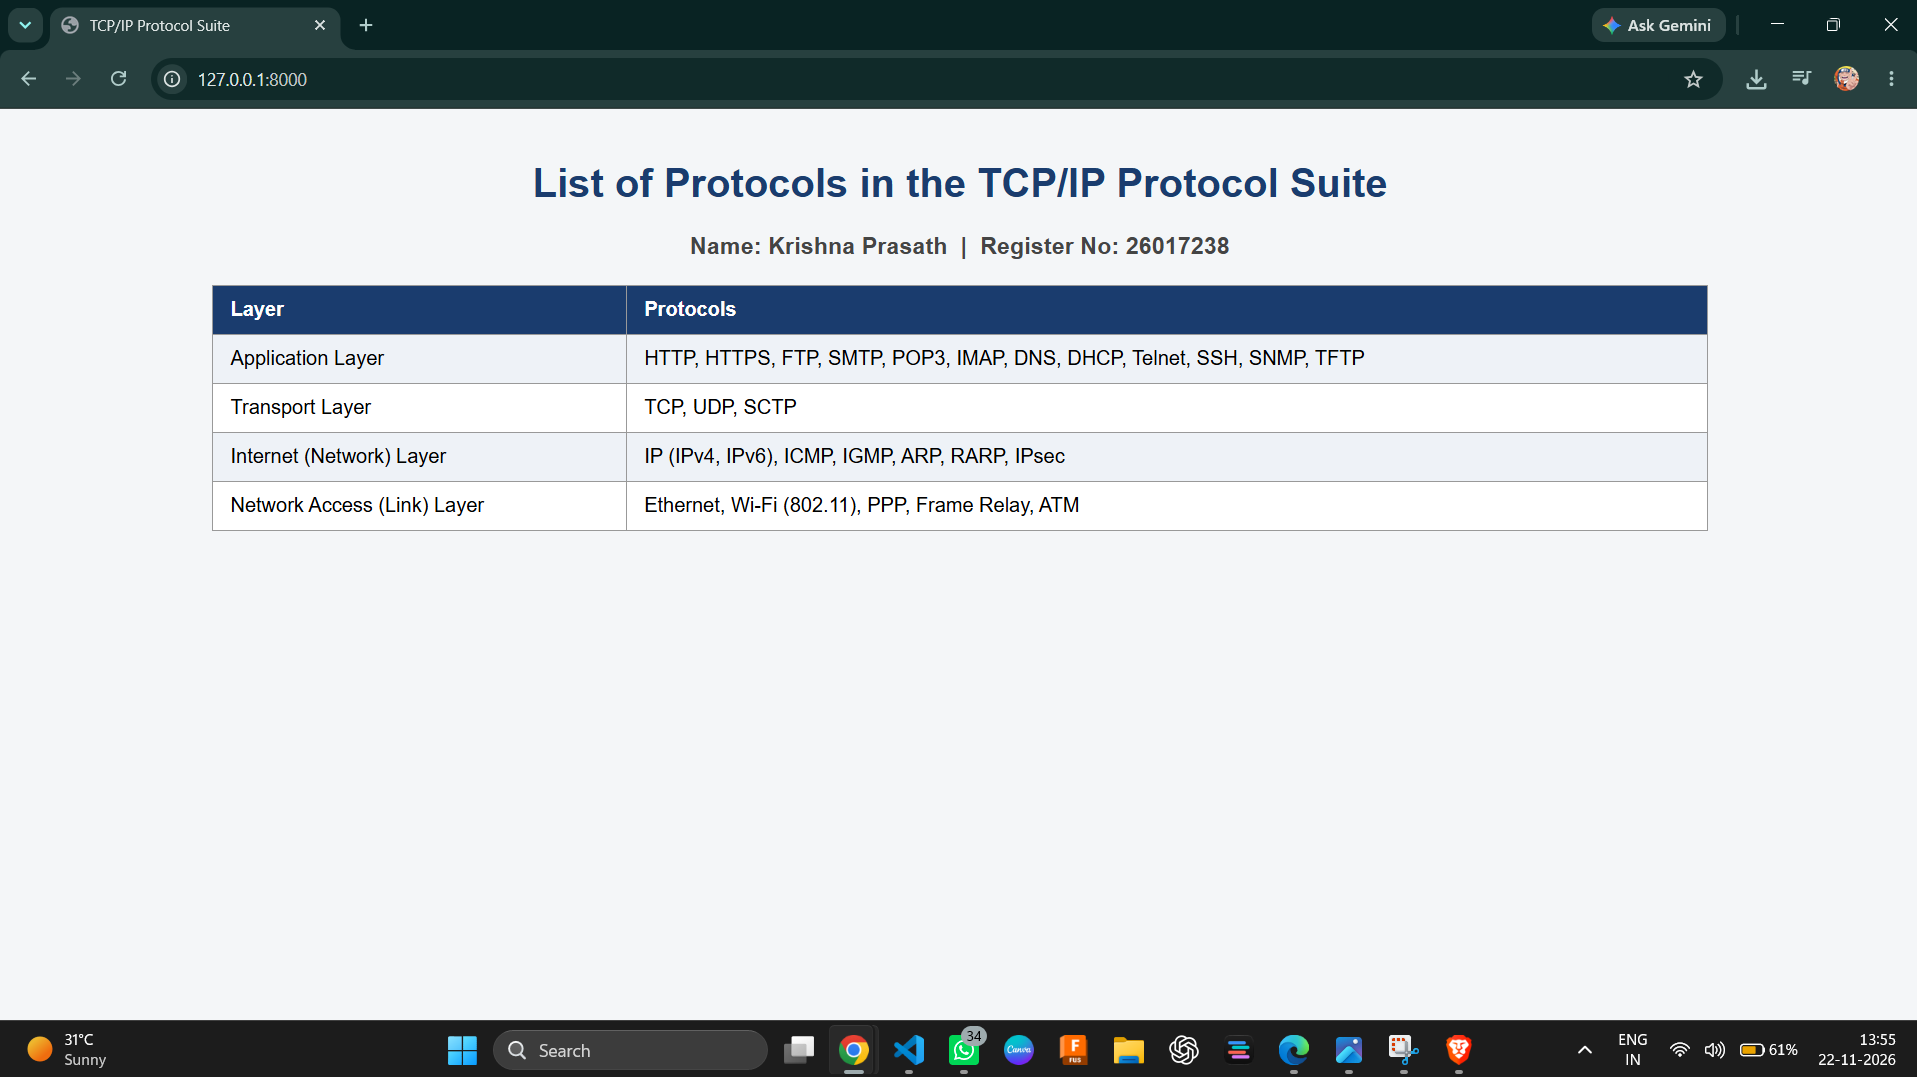 TCP/IP Protocol Suite
Ask Gemini
127.0.0.1:8000
List of Protocols in the TCP/IP Protocol Suite
Name: Krishna Prasath | Register No: 26017238
Layer Protocols
Application Layer HTTP, HTTPS, FTP, SMTP, POP3, IMAP, DNS, DHCP, Telnet, SSH, SNMP, TFTP
Transport Layer TCP, UDP, SCTP
Internet (Network) Layer IP (IPv4, IPv6), ICMP, IGMP, ARP, RARP, IPsec
Network Access (Link) Layer Ethernet, Wi-Fi (802.11), PPP, Frame Relay, ATM
31°C
Sunny
Search
34
Canva
F
FUS
ENG
IN
61%
13:55
22-11-2026